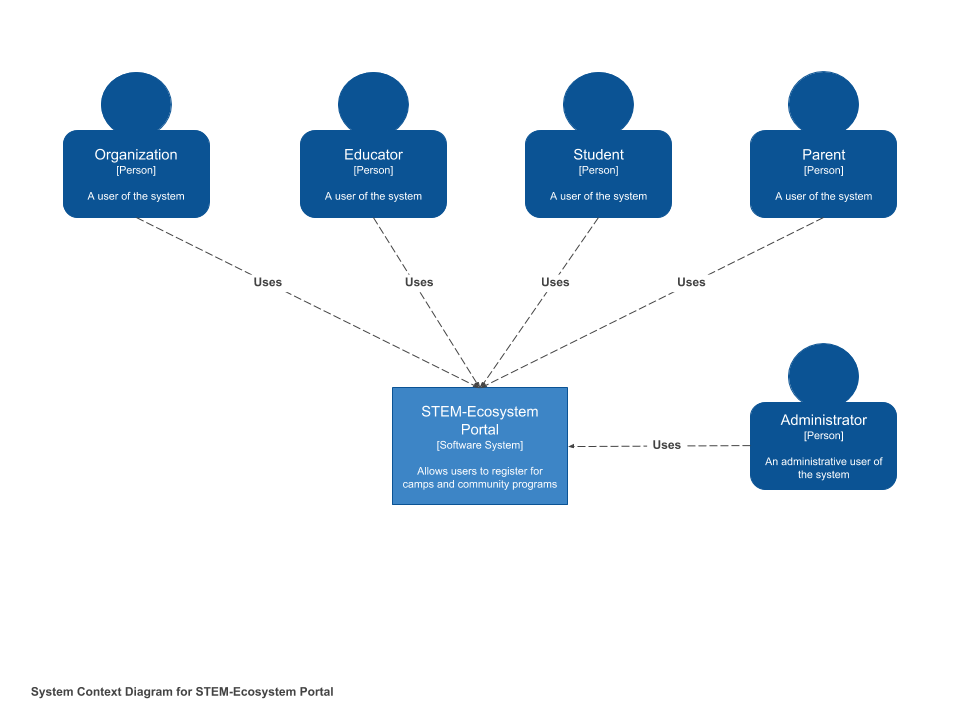 Organization
[Person]
A user of the system
Educator
[Person]
A user of the system
Student
[Person]
A user of the system
Parent
[Person]
A user of the system
Uses
Uses
Uses
Uses
STEM-Ecosystem
Portal
[Software System]
Allows users to register for
camps and community programs
Uses
Administrator
[Person]
An administrative user of
the system
System Context Diagram for STEM-Ecosystem Portal